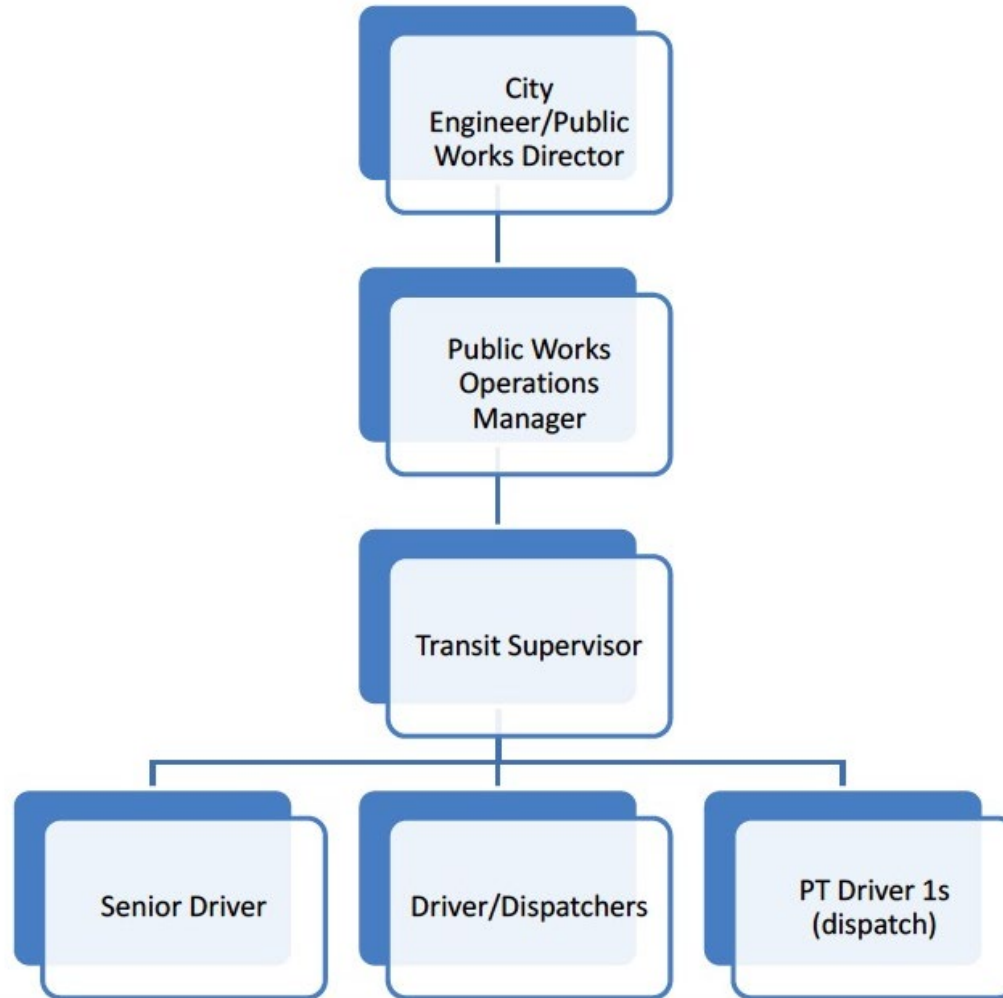 City
Engineer/Public
Works Director
Public Works
Operations
Manager
Transit Supervisor
Senior Driver
Driver/Dispatchers
PT Driver 1s
(dispatch)